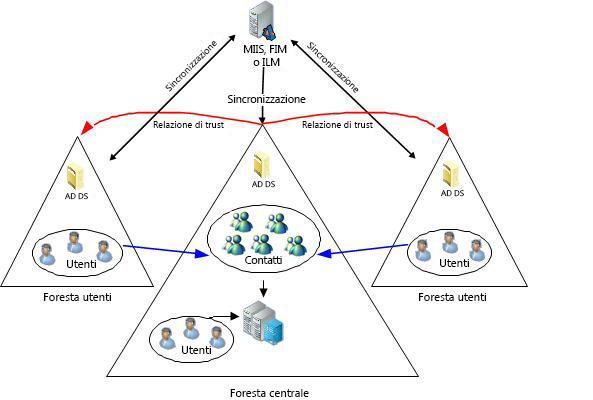 MIIS, FIM
o ILM
Sincronizzazione
Sincronizzazione
Sincronizzazione
Relazione di trust
Relazione di trust
AD DS
AD DS
AD DS
Utenti
Contatti
Utenti
Foresta utenti
Foresta utenti
Utenti
Foresta centrale